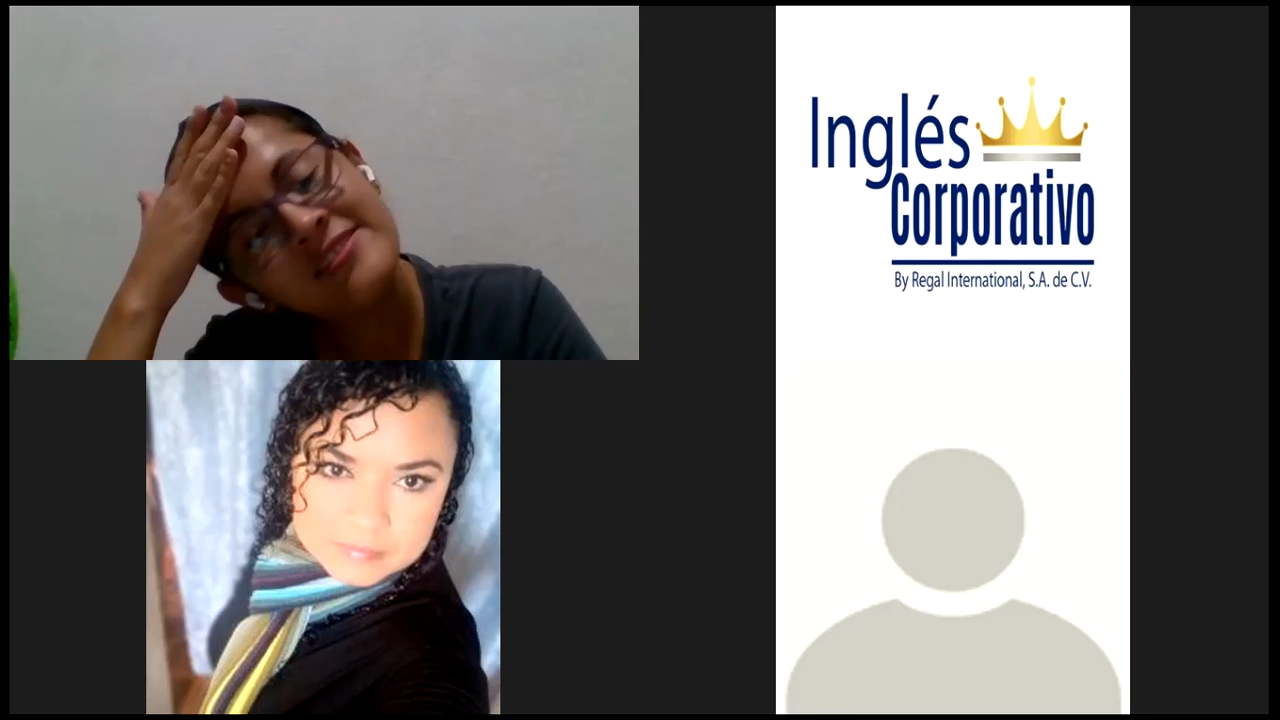 Inglés
Corporativo
By Regal International, S.A. de C.V.